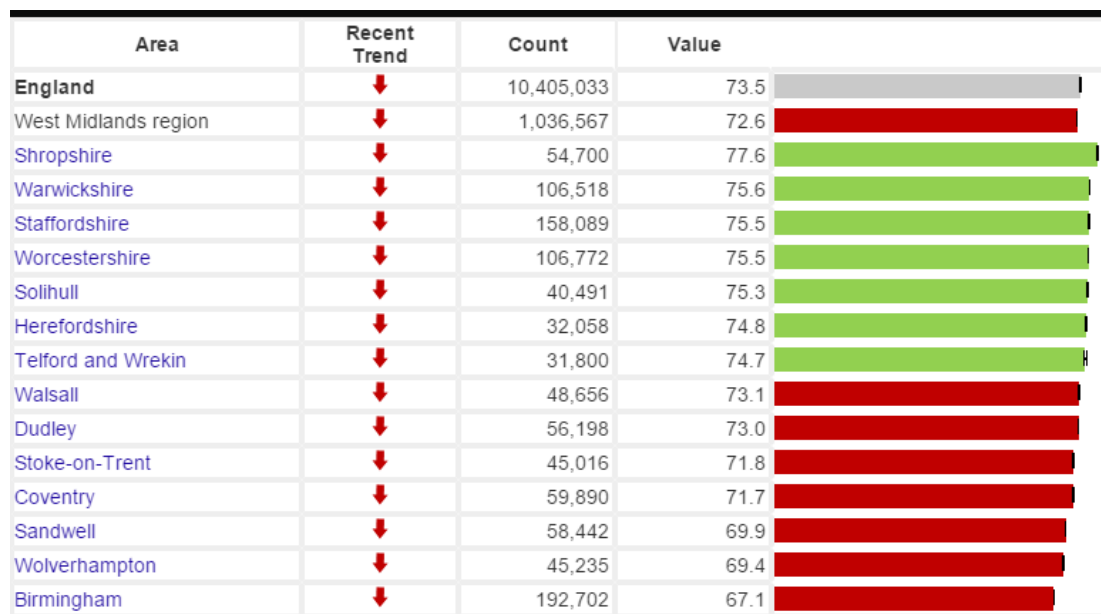 Area Recent Trend Count Value
England 10,405,033 73.5
West Midlands region 1,036,567 72.6
Shropshire 54,700 77.6
Warwickshire 106,518 75.6
Staffordshire 158,089 75.5
Worcestershire 106,772 75.5
Solihull 40,491 75.3
Herefordshire 32,058 74.8
Telford and Wrekin 31,800 74.7
Walsall 48,656 73.1
Dudley 56,198 73.0
Stoke-on-Trent 45,016 71.8
Coventry 59,890 71.7
Sandwell 58,442 69.9
Wolverhampton 45,235 69.4
Birmingham 192,702 67.1